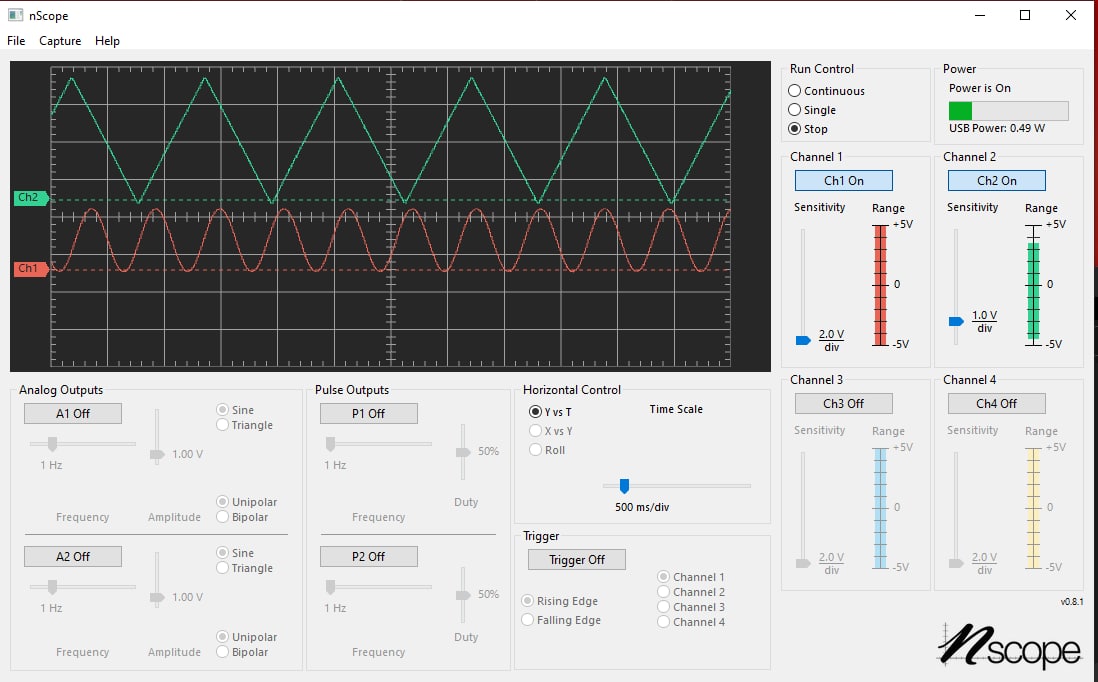 nScope
File Capture Help
Ch2
Ch1
Run Control
Continuous
Single
Stop
Power
Power is On
USB Power: 0.49 W
Channel 1
Ch1 On
Sensitivity
Range
+5V
0
-5V
2.0 V
div
Channel 2
Ch2 On
Sensitivity
Range
+5V
0
-5V
1.0 V
div
Analog Outputs
A1 Off
Sine
Triangle
1 Hz
1.00 V
Unipolar
Bipolar
Frequency
Amplitude
A2 Off
Sine
Triangle
1 Hz
1.00 V
Unipolar
Bipolar
Frequency
Amplitude
Pulse Outputs
P1 Off
1 Hz
50%
Duty
Frequency
P2 Off
1 Hz
50%
Duty
Frequency
Horizontal Control
Y vs T
X vs Y
Roll
Time Scale
500 ms/div
Trigger
Trigger Off
Rising Edge
Falling Edge
Channel 1
Channel 2
Channel 3
Channel 4
Channel 3
Ch3 Off
Sensitivity
Range
+5V
0
-5V
2.0 V
div
Channel 4
Ch4 Off
Sensitivity
Range
+5V
0
-5V
2.0 V
div
v0.8.1
nscope